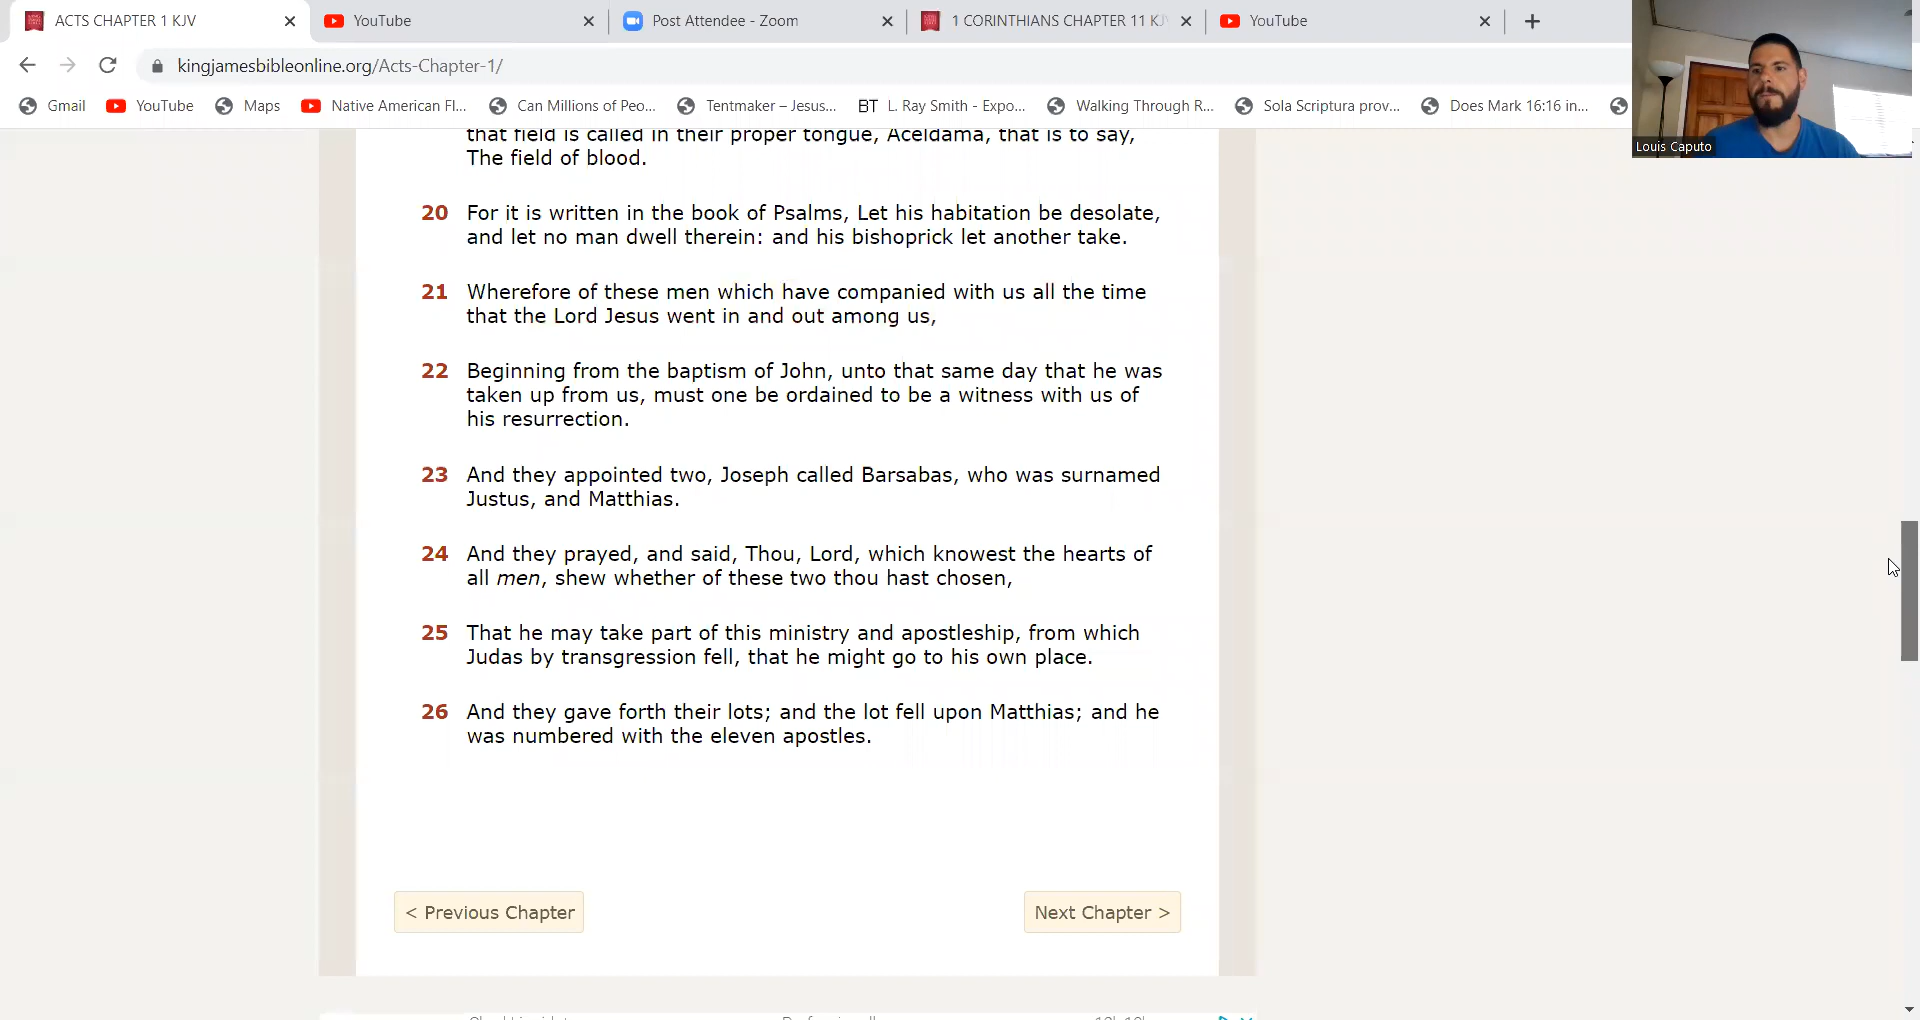 ACTS CHAPTER 1 KJV
YouTube
Post Attendee - Zoom
1 CORINTHIANS CHAPTER 11 KJV
YouTube
kingjamesbibleonline.org/Acts-Chapter-1/
Gmail
YouTube
Maps
Native American Fl...
Can Millions of Peo...
Tentmaker – Jesus...
BT L. Ray Smith - Expo...
Walking Through R...
Sola Scriptura prov...
Does Mark 16:16 in...
Louis Caputo
that field is called in their proper tongue, Aceldama, that is to say,
The field of blood.
20 For it is written in the book of Psalms, Let his habitation be desolate,
and let no man dwell therein: and his bishoprick let another take.
21 Wherefore of these men which have companied with us all the time
that the Lord Jesus went in and out among us,
22 Beginning from the baptism of John, unto that same day that he was
taken up from us, must one be ordained to be a witness with us of
his resurrection.
23 And they appointed two, Joseph called Barsabas, who was surnamed
Justus, and Matthias.
24 And they prayed, and said, Thou, Lord, which knowest the hearts of
all men, shew whether of these two thou hast chosen,
25 That he may take part of this ministry and apostleship, from which
Judas by transgression fell, that he might go to his own place.
26 And they gave forth their lots; and the lot fell upon Matthias; and he
was numbered with the eleven apostles.
< Previous Chapter
Next Chapter >